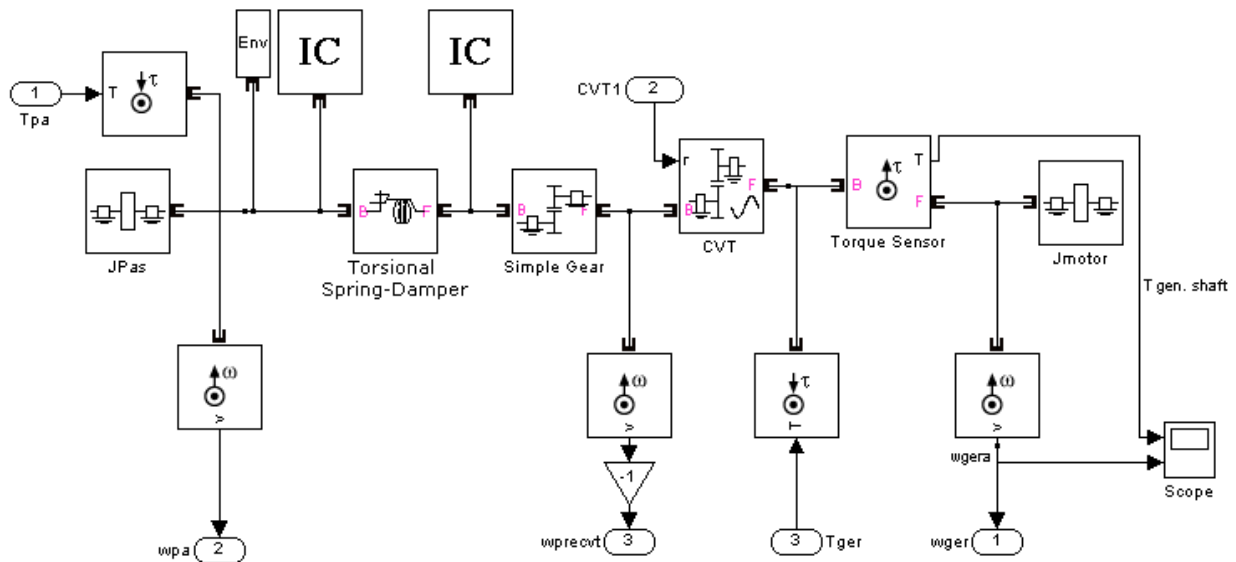 Env
IC
IC
1
Tpa
T
τ
CVT1
2
r
B
F
CVT
B
τ
T
F
Torque Sensor
JPas
B
F
Torsional
Spring-Damper
B
F
Simple Gear
Jmotor
T gen. shaft
ω
v
ω
v
τ
T
ω
v
wgera
-1
Scope
wpa
2
wprecvt
3
3
Tger
wger
1